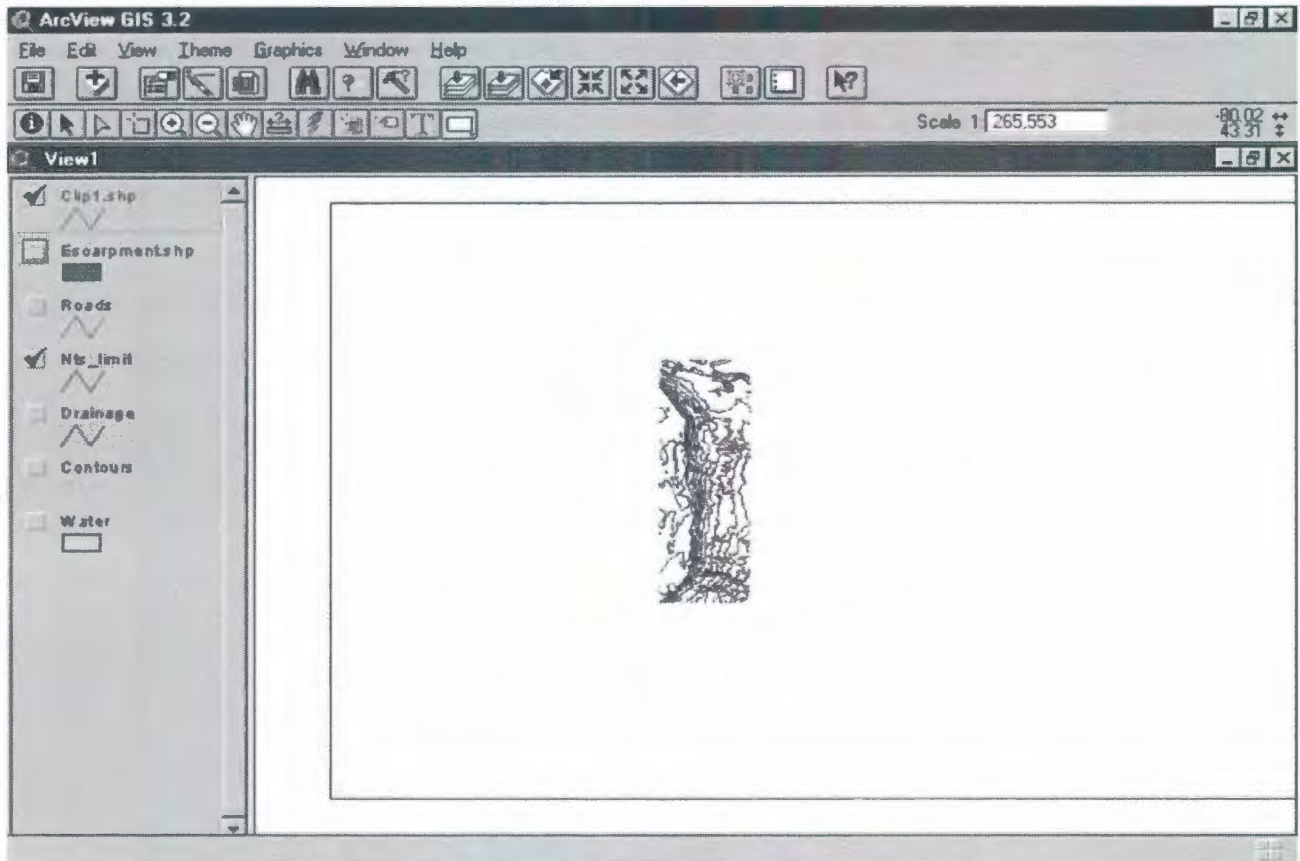 ArcView GIS 3.2
File Edit View Theme Graphics Window Help
Scale 1: 265,553
-80.02
43.31
View1
Clip1.shp
Escarpment.shp
Roads
Nts_limit
Drainage
Contours
Water